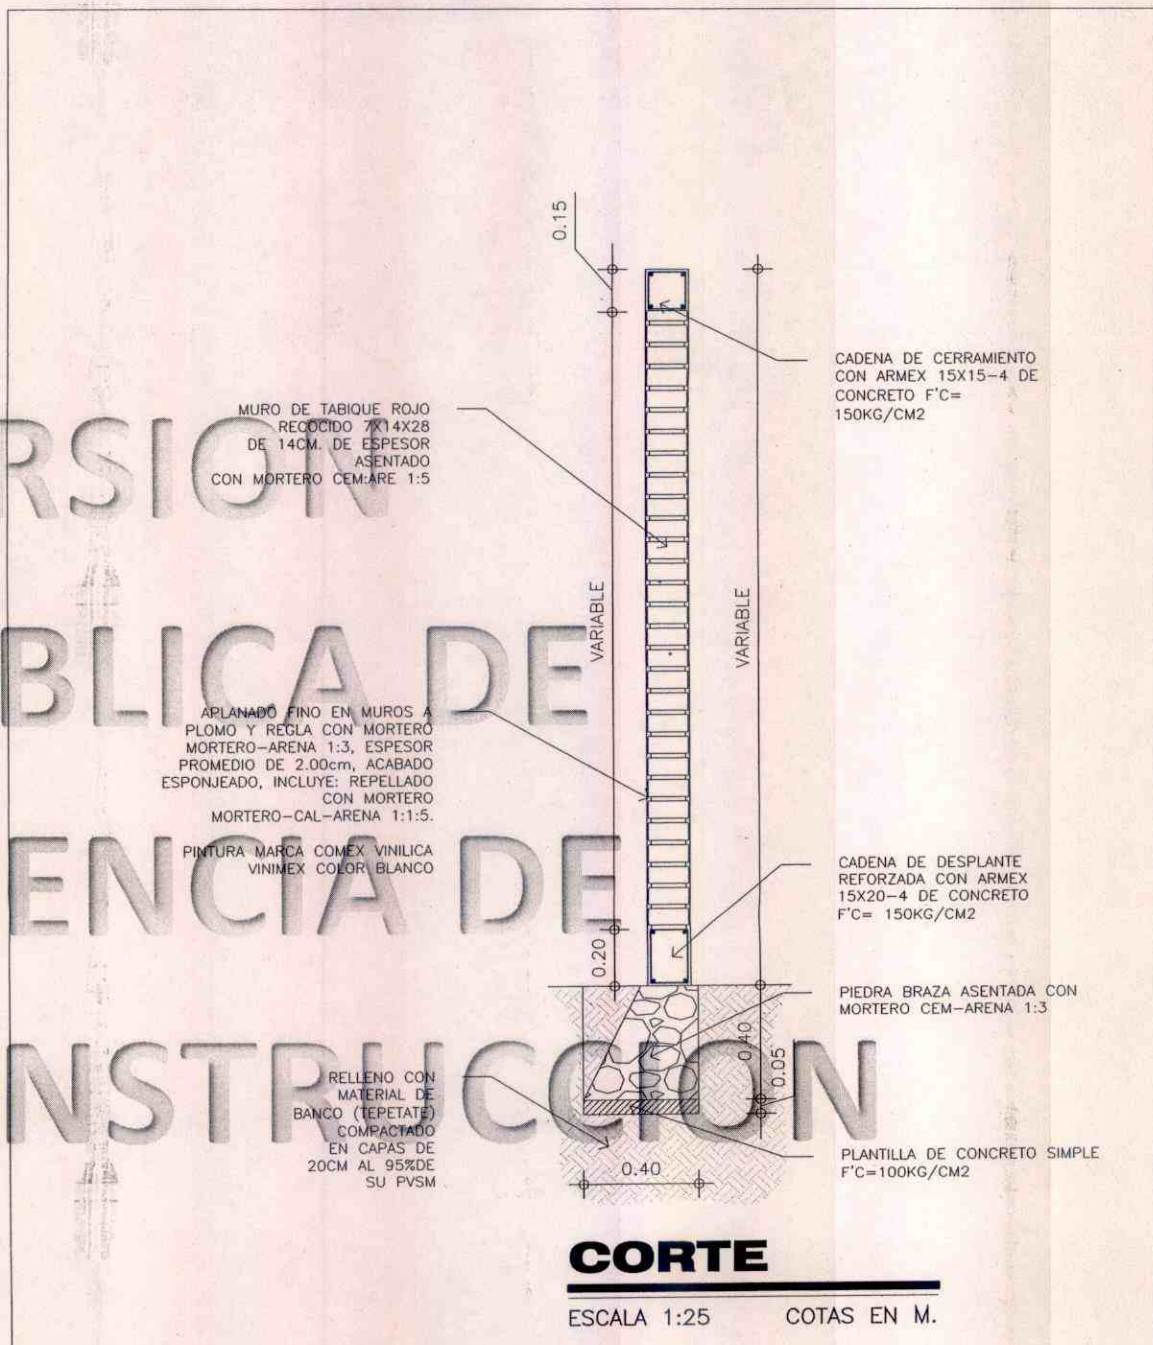 0.15
CADENA DE CERRAMIENTO
CON ARMEX 15X15-4 DE
CONCRETO F'C=
150KG/CM2
MURO DE TABIQUE ROJO
RECOCIDO 7X14X28
DE 14CM. DE ESPESOR
ASENTADO
CON MORTERO CEM:ARE 1:5
RSION
VARIABLE
VARIABLE
BLICA DE
APLANADO FINO EN MUROS A
PLOMO Y REGLA CON MORTERO
MORTERO-ARENA 1:3, ESPESOR
PROMEDIO DE 2.00cm, ACABADO
ESPONJEADO, INCLUYE: REPELLADO
CON MORTERO
MORTERO-CAL-ARENA 1:1:5.
PINTURA MARCA COMEX VINILICA
VINIMEX COLOR BLANCO
ENCIA DE
CADENA DE DESPLANTE
REFORZADA CON ARMEX
15X20-4 DE CONCRETO
F'C= 150KG/CM2
0.20
PIEDRA BRAZA ASENTADA CON
MORTERO CEM-ARENA 1:3
0.40
0.05
NSTRUCCION
RELLENO CON
MATERIAL DE
BANCO (TEPETATE)
COMPACTADO
EN CAPAS DE
20CM AL 95%DE
SU PVSM
0.40
PLANTILLA DE CONCRETO SIMPLE
F'C=100KG/CM2
CORTE
ESCALA 1:25 COTAS EN M.